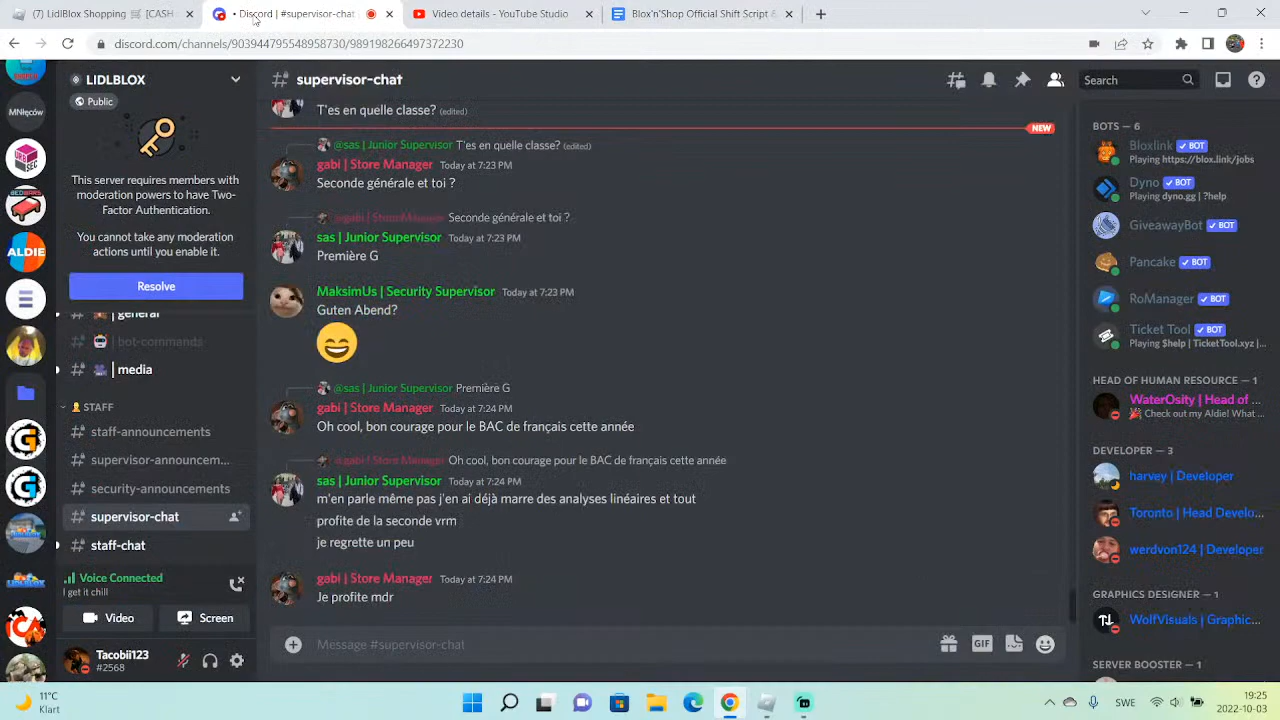 (7) LidlBlox Shopping 🛒 [CASH
• Discord | #supervisor-chat
Video details - YouTube Studio
Blox'n'Shop Official Shift Script &
discord.com/channels/903944795548958730/989198266497372230
LIDLBLOX
Public
This server requires members with
moderation powers to have Two-
Factor Authentication.
You cannot take any moderation
actions until you enable it.
Resolve
general
bot-commands
media
STAFF
staff-announcements
supervisor-announcem...
security-announcements
supervisor-chat
staff-chat
Voice Connected
I get it chill
Video
Screen
Tacobii123
#2568
MNłęców
URB
SEC
BEDWARS
ALDIE
supervisor-chat
Search
T'es en quelle classe? (edited)
NEW
@sas | Junior Supervisor T'es en quelle classe? (edited)
gabi | Store Manager Today at 7:23 PM
Seconde générale et toi ?
@gabi | Store Manager Seconde générale et toi ?
sas | Junior Supervisor Today at 7:23 PM
Première G
MaksimUs | Security Supervisor Today at 7:23 PM
Guten Abend?
😄
@sas | Junior Supervisor Première G
gabi | Store Manager Today at 7:24 PM
Oh cool, bon courage pour le BAC de français cette année
@gabi | Store Manager Oh cool, bon courage pour le BAC de français cette année
sas | Junior Supervisor Today at 7:24 PM
m'en parle même pas j'en ai déjà marre des analyses linéaires et tout
profite de la seconde vrm
je regrette un peu
gabi | Store Manager Today at 7:24 PM
Je profite mdr
Message #supervisor-chat
GIF
BOTS — 6
Bloxlink ✓ BOT
Playing https://blox.link/jobs
Dyno ✓ BOT
Playing dyno.gg | ?help
GiveawayBot ✓ BOT
Pancake ✓ BOT
RoManager ✓ BOT
Ticket Tool ✓ BOT
Playing $help | TicketTool.xyz |...
HEAD OF HUMAN RESOURCE — 1
WaterOsity | Head of ...
🎉 Check out my Aldie! What ...
DEVELOPER — 3
harvey | Developer
Toronto | Head Develo...
werdvon124 | Developer
GRAPHICS DESIGNER — 1
WolfVisuals | Graphic...
SERVER BOOSTER — 1
11°C
Klart
SWE
19:25
2022-10-03